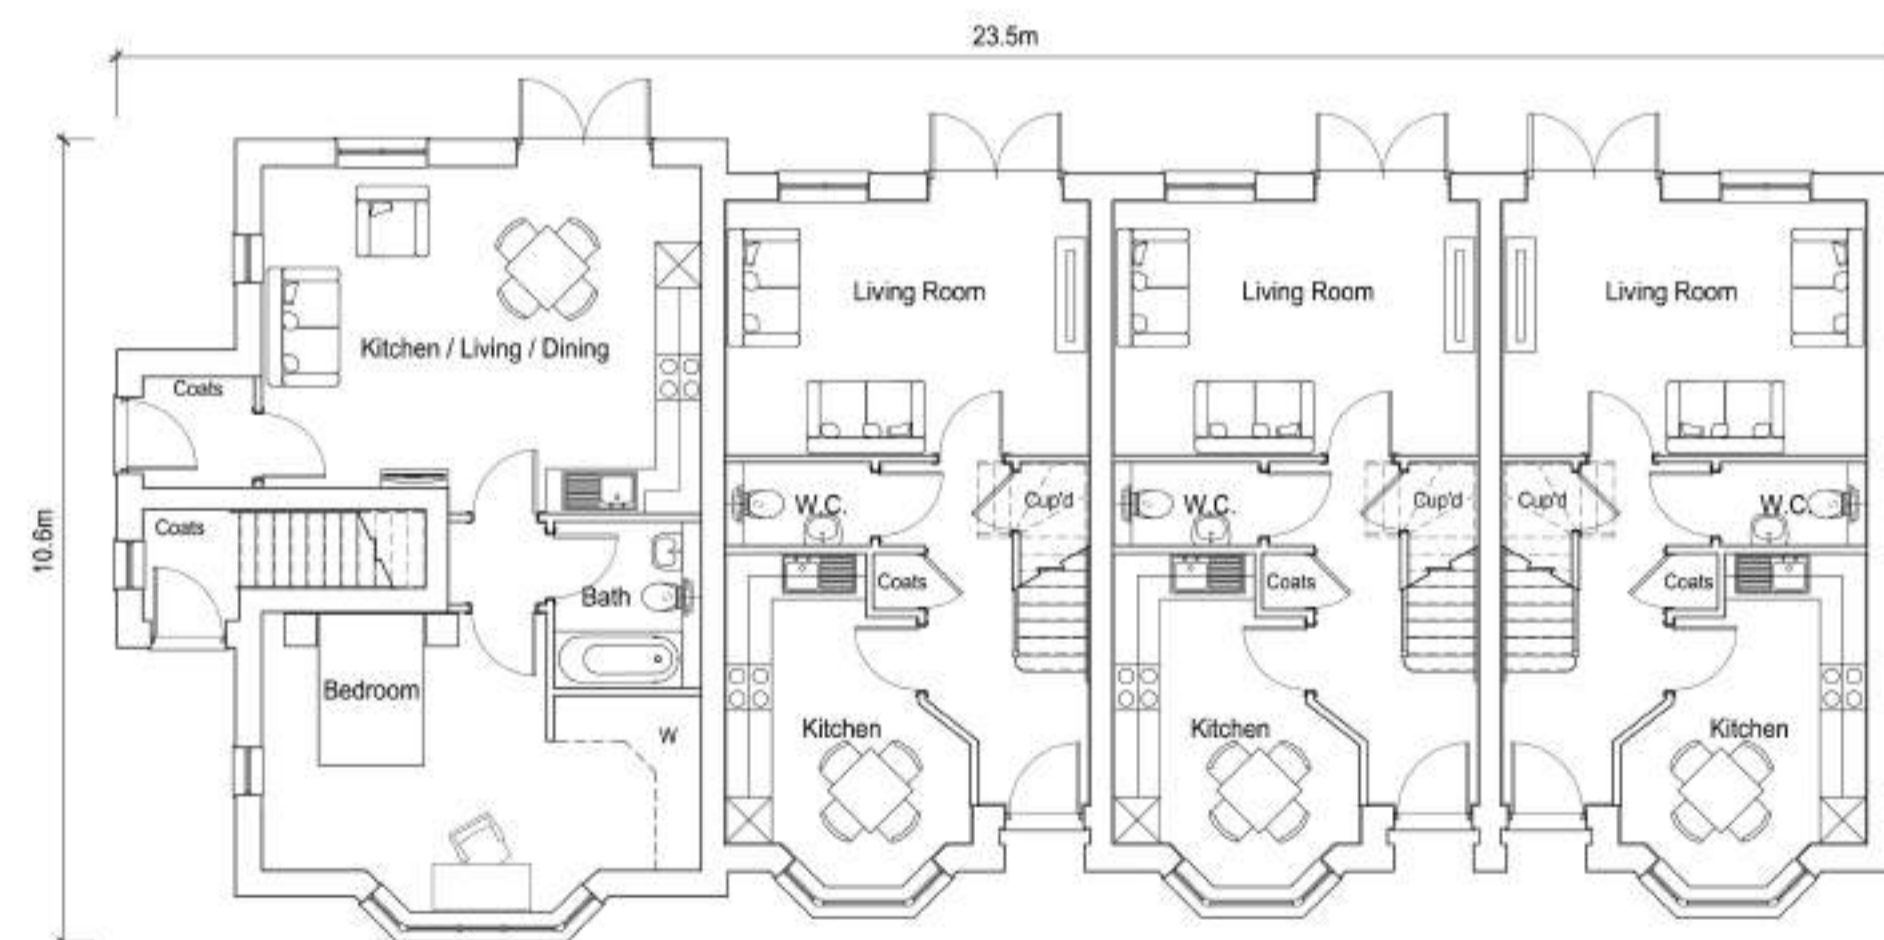 23.5m
10.6m
Kitchen / Living / Dining
Coats
Coats
Bath
Bedroom
W
Living Room
W.C.
Cup'd
Coats
Kitchen
Living Room
W.C.
Cup'd
Coats
Kitchen
Living Room
Cup'd
W.C.
Coats
Kitchen